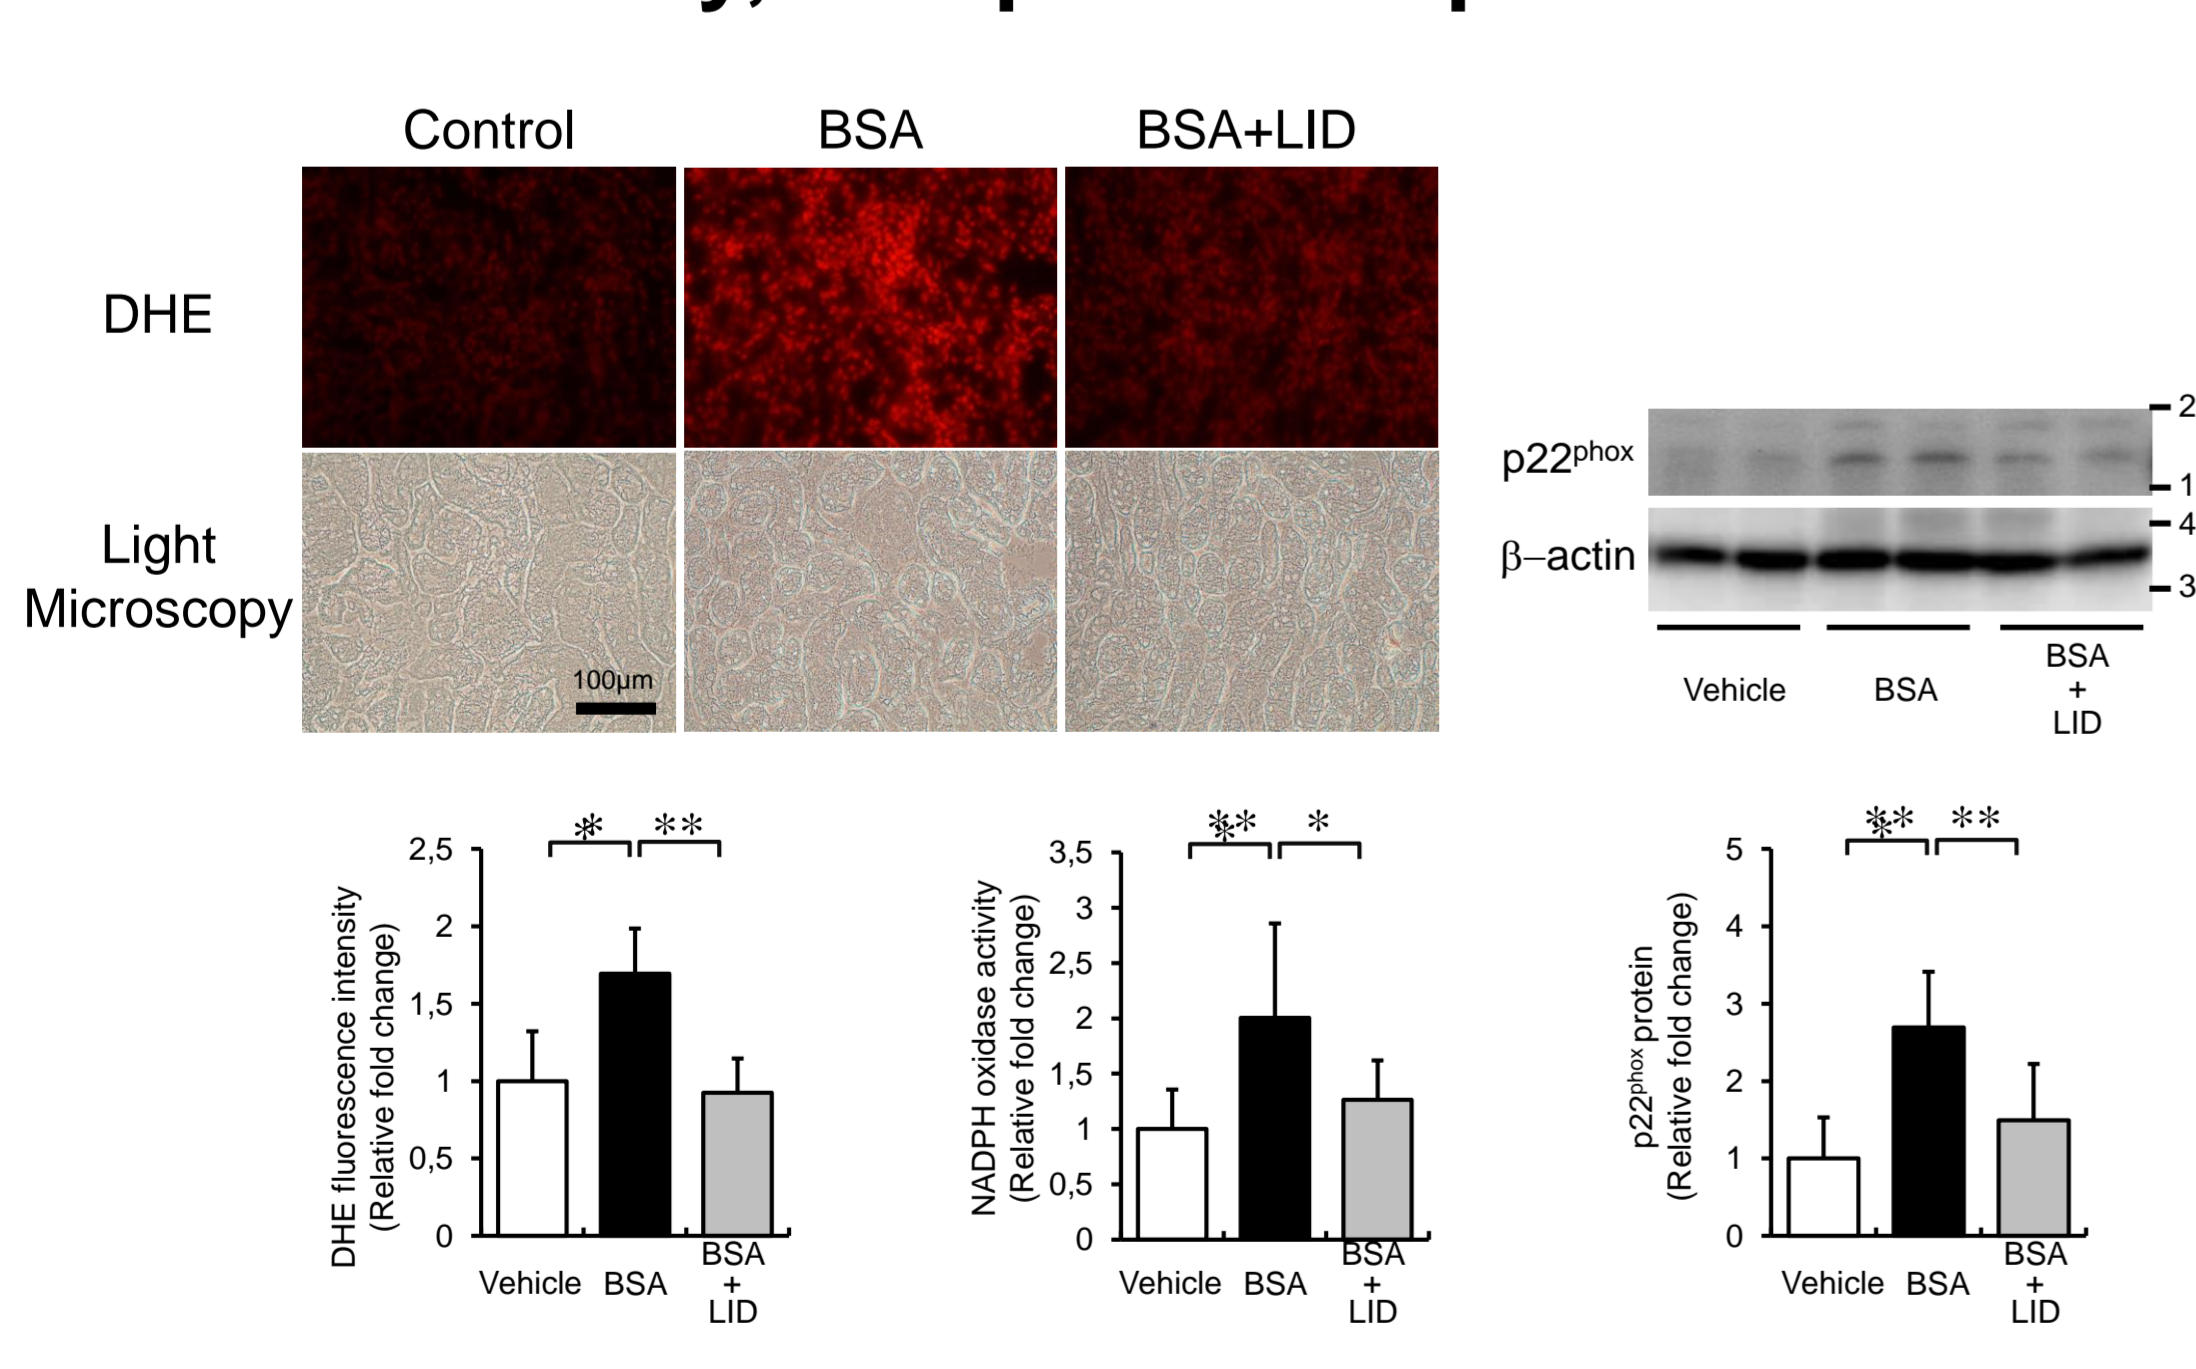 Control BSA BSA+LID
DHE
Light
Microscopy
100μm
p22phox
2
1
β–actin
4
3
Vehicle BSA BSA
+
LID
* * **
DHE fluorescence intensity
(Relative fold change)
2,5
2
1,5
1
0,5
0
Vehicle BSA BSA
+
LID
** * *
NADPH oxidase activity
(Relative fold change)
3,5
3
2,5
2
1,5
1
0,5
0
Vehicle BSA BSA
+
LID
** * **
p22phox protein
(Relative fold change)
5
4
3
2
1
0
Vehicle BSA BSA
+
LID